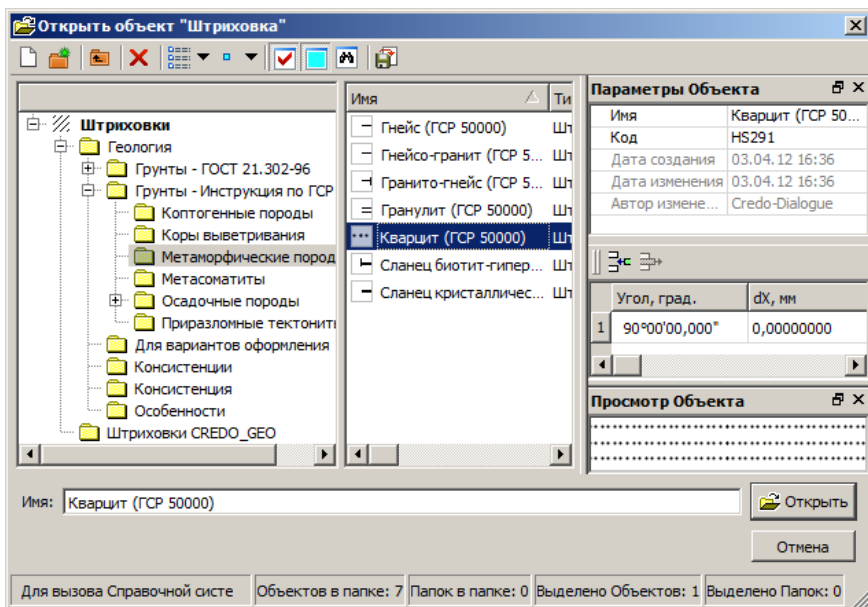 Открыть объект "Штриховка"
Имя Ти
Штриховки
Геология
Грунты - ГОСТ 21.302-96
Грунты - Инструкция по ГСР
Коптогенные породы
Коры выветривания
Метаморфические пород
Метасоматиты
Осадочные породы
Приразломные тектонит
Для вариантов оформления
Консистенции
Консистенция
Особенности
Штриховки CREDO_GEO
Гнейс (ГСР 50000) Шт
Гнейсо-гранит (ГСР 5... Шт
Гранито-гнейс (ГСР 5... Шт
Гранулит (ГСР 50000) Шт
Кварцит (ГСР 50000) Шт
Сланец биотит-гипер... Шт
Сланец кристалличес... Шт
Параметры Объекта
Имя Кварцит (ГСР 50...
Код HS291
Дата создания 03.04.12 16:36
Дата изменения 03.04.12 16:36
Автор измене... Credo-Dialogue
Угол, град. dX, мм
1 90°00'00,000" 0,00000000
Просмотр Объекта
Имя: Кварцит (ГСР 50000)
Открыть
Отмена
Для вызова Справочной систе Объектов в папке: 7 Папок в папке: 0 Выделено Объектов: 1 Выделено Папок: 0